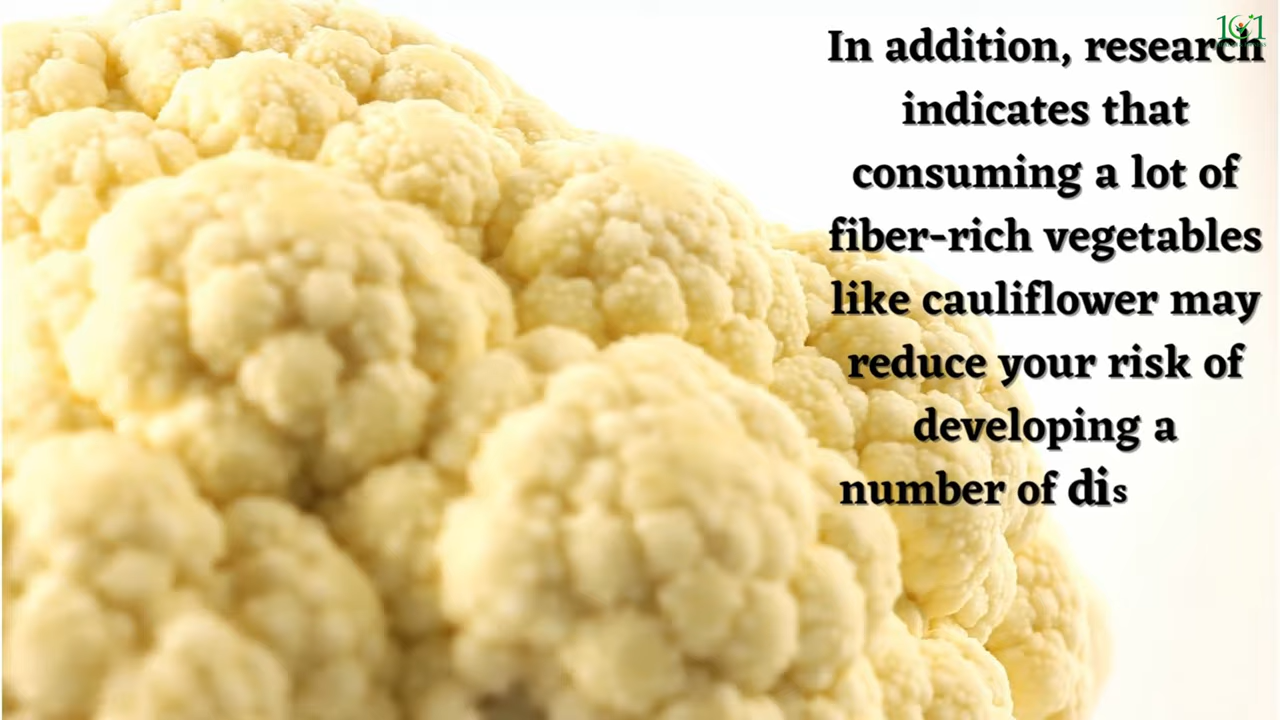 101
In addition, research
indicates that
consuming a lot of
fiber-rich vegetables
like cauliflower may
reduce your risk of
developing a
number of dis